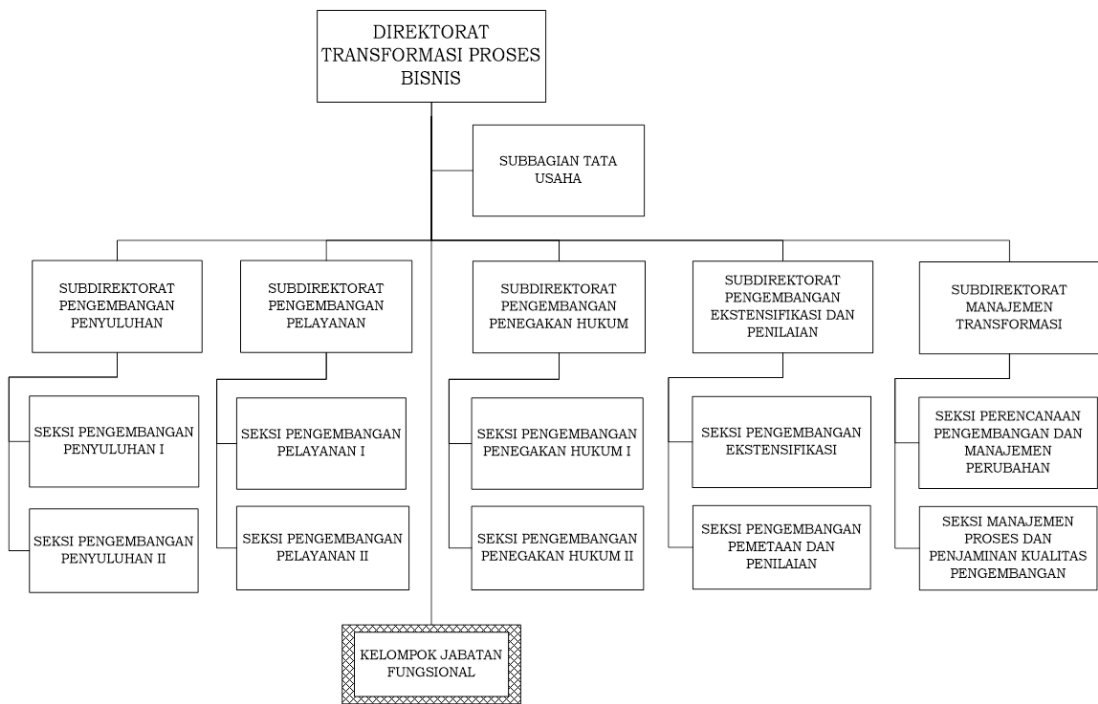 DIREKTORAT
TRANSFORMASI PROSES
BISNIS
SUBBAGIAN TATA
USAHA
SUBDIREKTORAT
PENGEMBANGAN
PENYULUHAN
SUBDIREKTORAT
PENGEMBANGAN
PELAYANAN
SUBDIREKTORAT
PENGEMBANGAN
PENEGAKAN HUKUM
SUBDIREKTORAT
PENGEMBANGAN
EKSTENSIFIKASI DAN
PENILAIAN
SUBDIREKTORAT
MANAJEMEN
TRANSFORMASI
SEKSI PENGEMBANGAN
PENYULUHAN I
SEKSI PENGEMBANGAN
PELAYANAN I
SEKSI PENGEMBANGAN
PENEGAKAN HUKUM I
SEKSI PENGEMBANGAN
EKSTENSIFIKASI
SEKSI PERENCANAAN
PENGEMBANGAN DAN
MANAJEMEN
PERUBAHAN
SEKSI PENGEMBANGAN
PENYULUHAN II
SEKSI PENGEMBANGAN
PELAYANAN II
SEKSI PENGEMBANGAN
PENEGAKAN HUKUM II
SEKSI PENGEMBANGAN
PEMETAAN DAN
PENILAIAN
SEKSI MANAJEMEN
PROSES DAN
PENJAMINAN KUALITAS
PENGEMBANGAN
KELOMPOK JABATAN
FUNGSIONAL